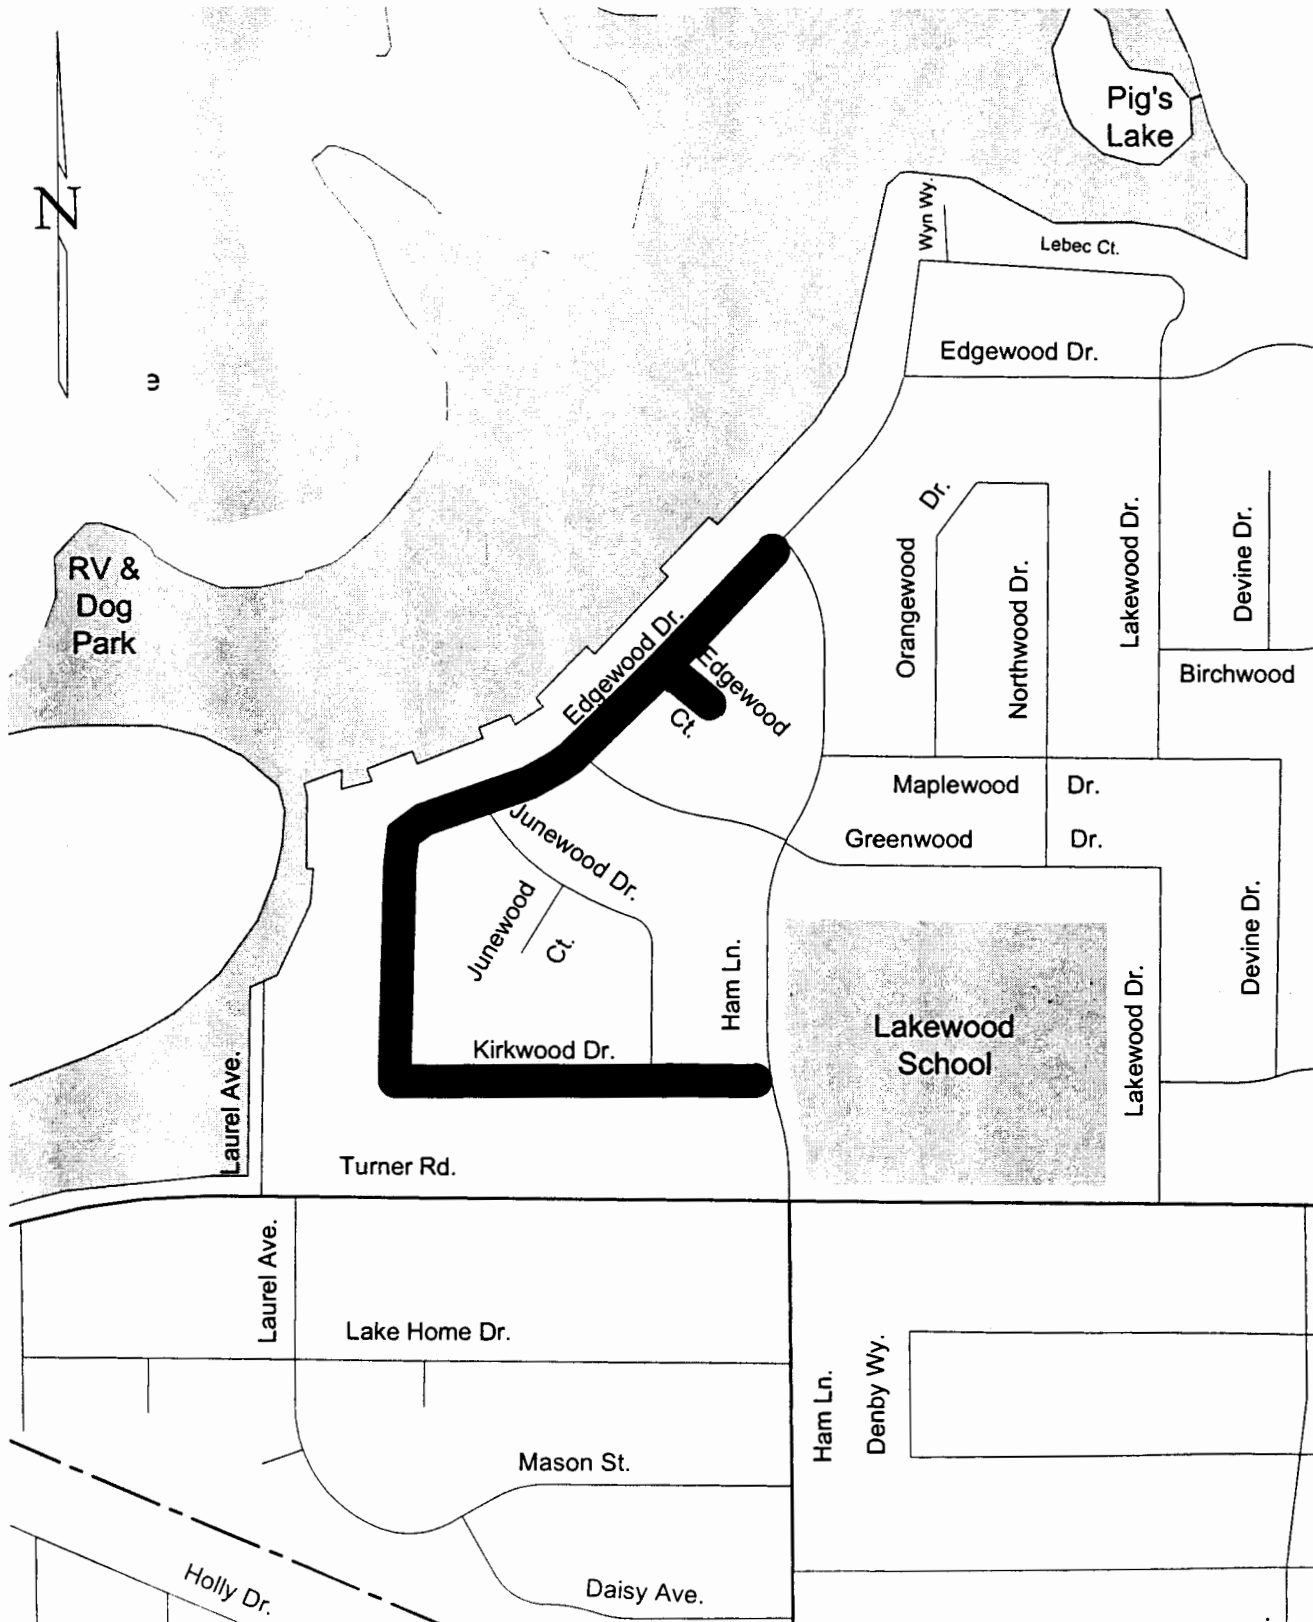 Pig's
Lake
N
Wyn Wy.
Lebec Ct.
Edgewood Dr.
e
Dr.
RV &
Dog
Park
Orangewood
Northwood Dr.
Lakewood Dr.
Devine Dr.
Edgewood Dr.
Edgewood
Ct.
Birchwood
Maplewood Dr.
Junewood Dr.
Greenwood Dr.
Junewood
Ct.
Ham Ln.
Devine Dr.
Lakewood
School
Lakewood Dr.
Kirkwood Dr.
Laurel Ave.
Turner Rd.
Laurel Ave.
Lake Home Dr.
Ham Ln.
Denby Wy.
Mason St.
Holly Dr.
Daisy Ave.